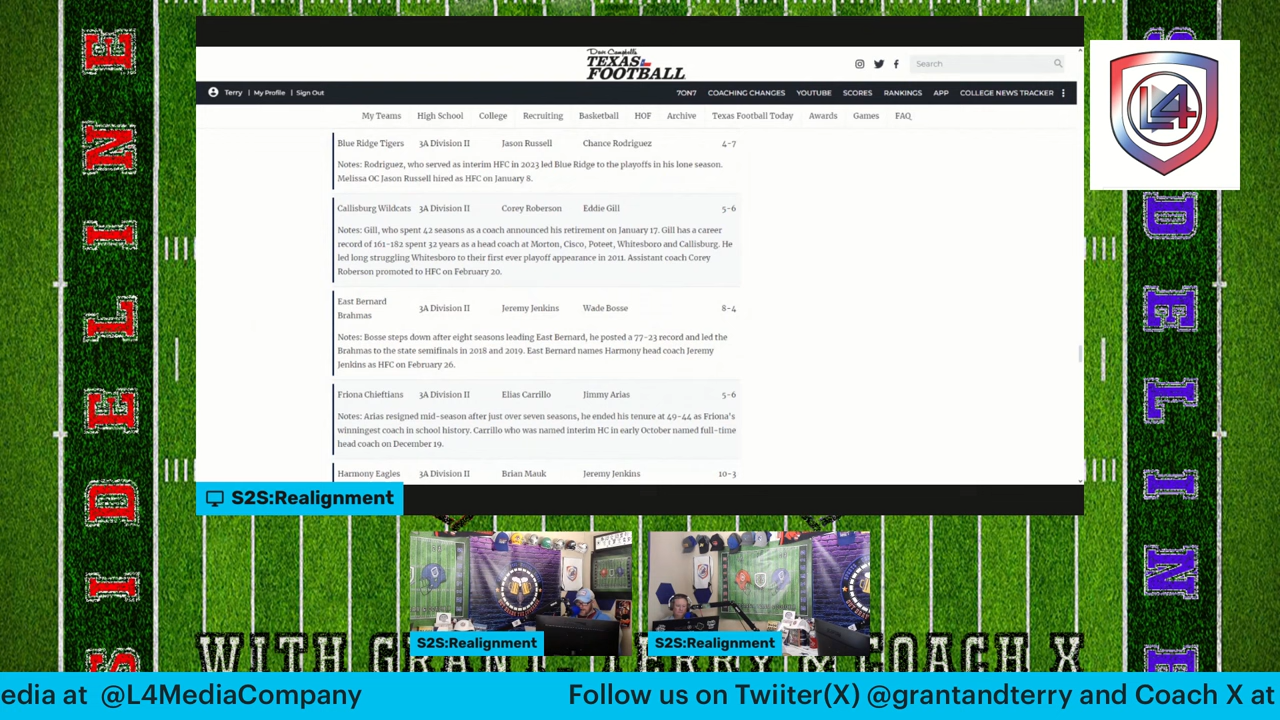 Dave Campbell's
TEXAS
FOOTBALL
Search
Terry | My Profile | Sign Out
7ON7 COACHING CHANGES YOUTUBE SCORES RANKINGS APP COLLEGE NEWS TRACKER
My Teams High School College Recruiting Basketball HOF Archive Texas Football Today Awards Games FAQ
Blue Ridge Tigers 3A Division II Jason Russell Chance Rodriguez 4-7
Notes: Rodriguez, who served as interim HFC in 2023 led Blue Ridge to the playoffs in his lone season.
Melissa OC Jason Russell hired as HFC on January 8.
Callisburg Wildcats 3A Division II Corey Roberson Eddie Gill 5-6
Notes: Gill, who spent 42 seasons as a coach announced his retirement on January 17. Gill has a career
record of 161-182 spent 32 years as a head coach at Morton, Cisco, Poteet, Whitesboro and Callisburg. He
led long struggling Whitesboro to their first ever playoff appearance in 2011. Assistant coach Corey
Roberson promoted to HFC on February 20.
East Bernard
Brahmas 3A Division II Jeremy Jenkins Wade Bosse 8-4
Notes: Bosse steps down after eight seasons leading East Bernard, he posted a 77-23 record and led the
Brahmas to the state semifinals in 2018 and 2019. East Bernard names Harmony head coach Jeremy
Jenkins as HFC on February 26.
Friona Chieftians 3A Division II Elias Carrillo Jimmy Arias 5-6
Notes: Arias resigned mid-season after just over seven seasons, he ended his tenure at 49-44 as Friona's
winningest coach in school history. Carrillo who was named interim HC in early October named full-time
head coach on December 19.
Harmony Eagles 3A Division II Brian Mauk Jeremy Jenkins 10-3
L4
SIDELINE
S2S:Realignment
S2S:Realignment
S2S:Realignment
WITH GRANT, TERRY & COACH X
edia at @L4MediaCompany Follow us on Twiiter(X) @grantandterry and Coach X at